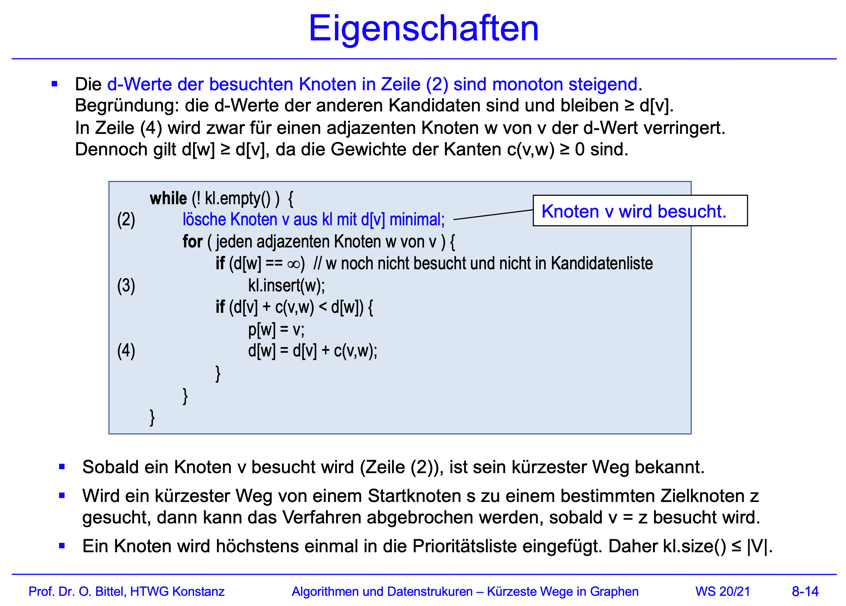 Eigenschaften
▪ Die d-Werte der besuchten Knoten in Zeile (2) sind monoton steigend.
Begründung: die d-Werte der anderen Kandidaten sind und bleiben ≥ d[v].
In Zeile (4) wird zwar für einen adjazenten Knoten w von v der d-Wert verringert.
Dennoch gilt d[w] ≥ d[v], da die Gewichte der Kanten c(v,w) ≥ 0 sind.
while (! kl.empty() ) {
(2) lösche Knoten v aus kl mit d[v] minimal;
Knoten v wird besucht.
for ( jeden adjazenten Knoten w von v ) {
if (d[w] == ∞) // w noch nicht besucht und nicht in Kandidatenliste
(3) kl.insert(w);
if (d[v] + c(v,w) < d[w]) {
p[w] = v;
(4) d[w] = d[v] + c(v,w);
}
}
}
▪ Sobald ein Knoten v besucht wird (Zeile (2)), ist sein kürzester Weg bekannt.
▪ Wird ein kürzester Weg von einem Startknoten s zu einem bestimmten Zielknoten z
gesucht, dann kann das Verfahren abgebrochen werden, sobald v = z besucht wird.
▪ Ein Knoten wird höchstens einmal in die Prioritätsliste eingefügt. Daher kl.size() ≤ |V|.
Prof. Dr. O. Bittel, HTWG Konstanz Algorithmen und Datenstrukuren – Kürzeste Wege in Graphen WS 20/21 8-14